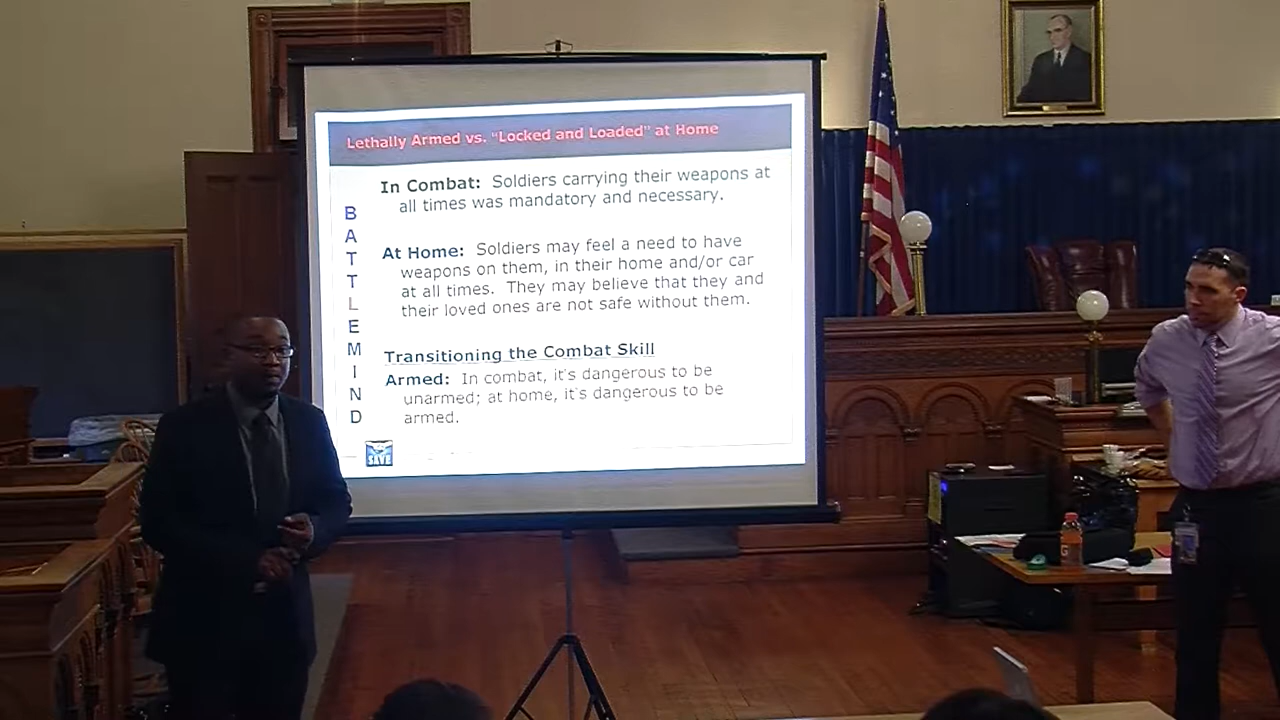 Lethally Armed vs. "Locked and Loaded" at Home
In Combat: Soldiers carrying their weapons at
all times was mandatory and necessary.
At Home: Soldiers may feel a need to have
weapons on them, in their home and/or car
at all times. They may believe that they and
their loved ones are not safe without them.
Transitioning the Combat Skill
Armed: In combat, it's dangerous to be
unarmed; at home, it's dangerous to be
armed.
B
A
T
T
L
E
M
I
N
D
SAVE